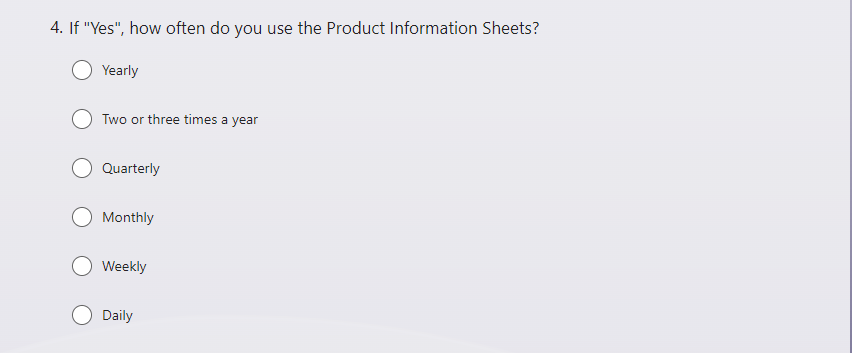 4. If "Yes", how often do you use the Product Information Sheets?
Yearly
Two or three times a year
Quarterly
Monthly
Weekly
Daily